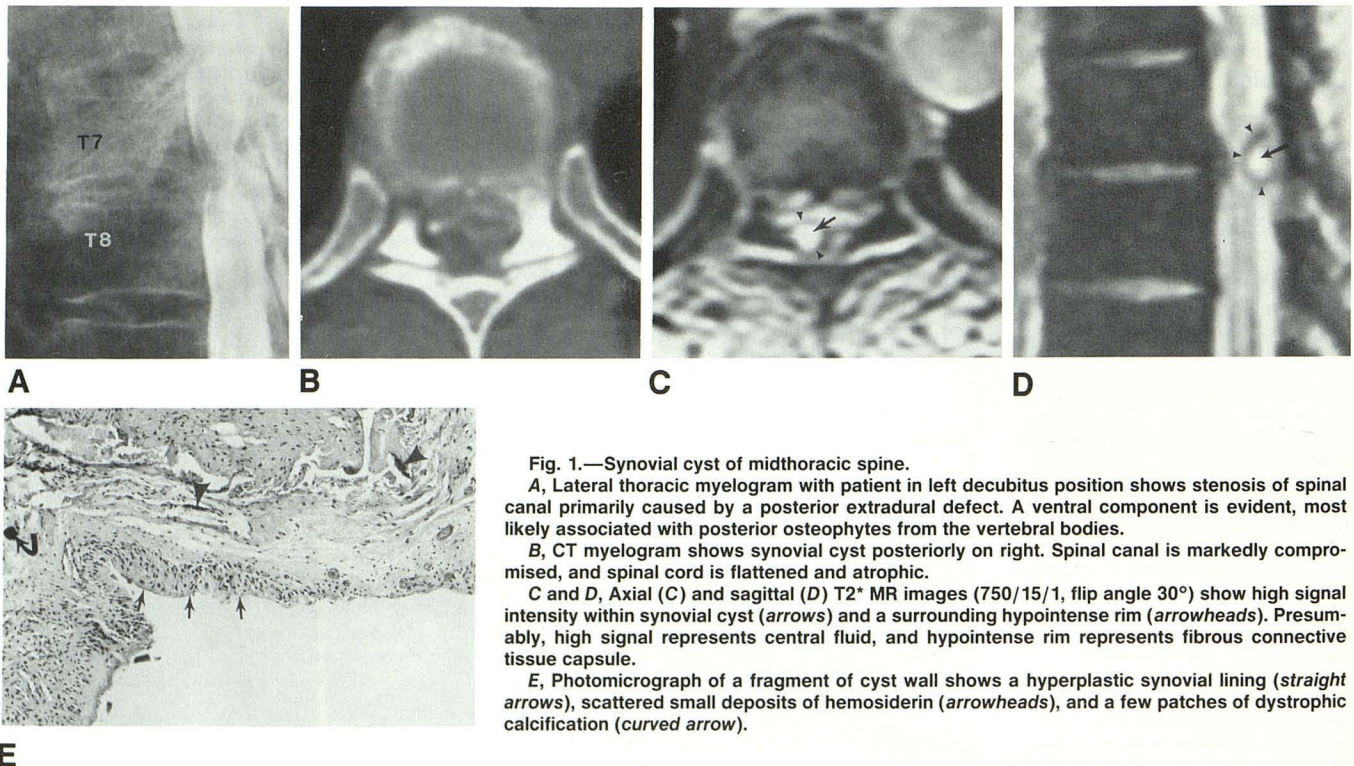 T7
T8
A
B
C
D
E
Fig. 1.—Synovial cyst of midthoracic spine.
A, Lateral thoracic myelogram with patient in left decubitus position shows stenosis of spinal
canal primarily caused by a posterior extradural defect. A ventral component is evident, most
likely associated with posterior osteophytes from the vertebral bodies.
B, CT myelogram shows synovial cyst posteriorly on right. Spinal canal is markedly compro-
mised, and spinal cord is flattened and atrophic.
C and D, Axial (C) and sagittal (D) T2* MR images (750/15/1, flip angle 30°) show high signal
intensity within synovial cyst (arrows) and a surrounding hypointense rim (arrowheads). Presum-
ably, high signal represents central fluid, and hypointense rim represents fibrous connective
tissue capsule.
E, Photomicrograph of a fragment of cyst wall shows a hyperplastic synovial lining (straight
arrows), scattered small deposits of hemosiderin (arrowheads), and a few patches of dystrophic
calcification (curved arrow).